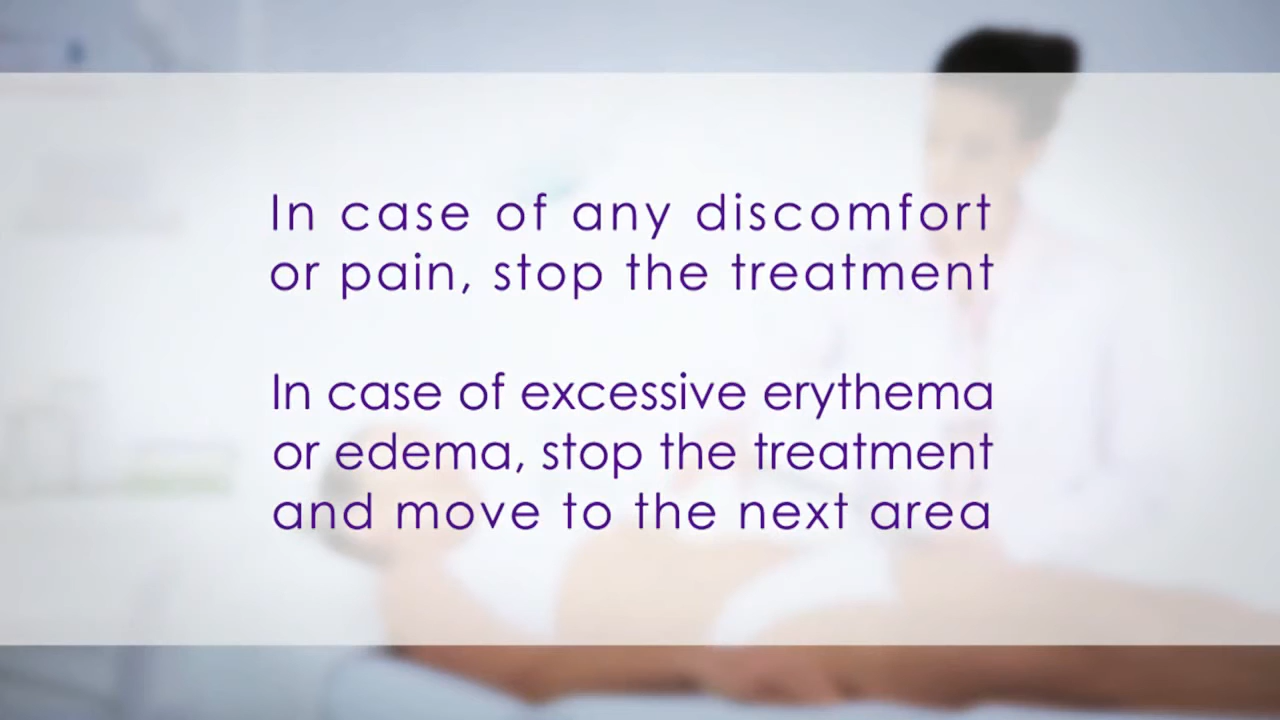 In case of any discomfort
or pain, stop the treatment
In case of excessive erythema
or edema, stop the treatment
and move to the next area